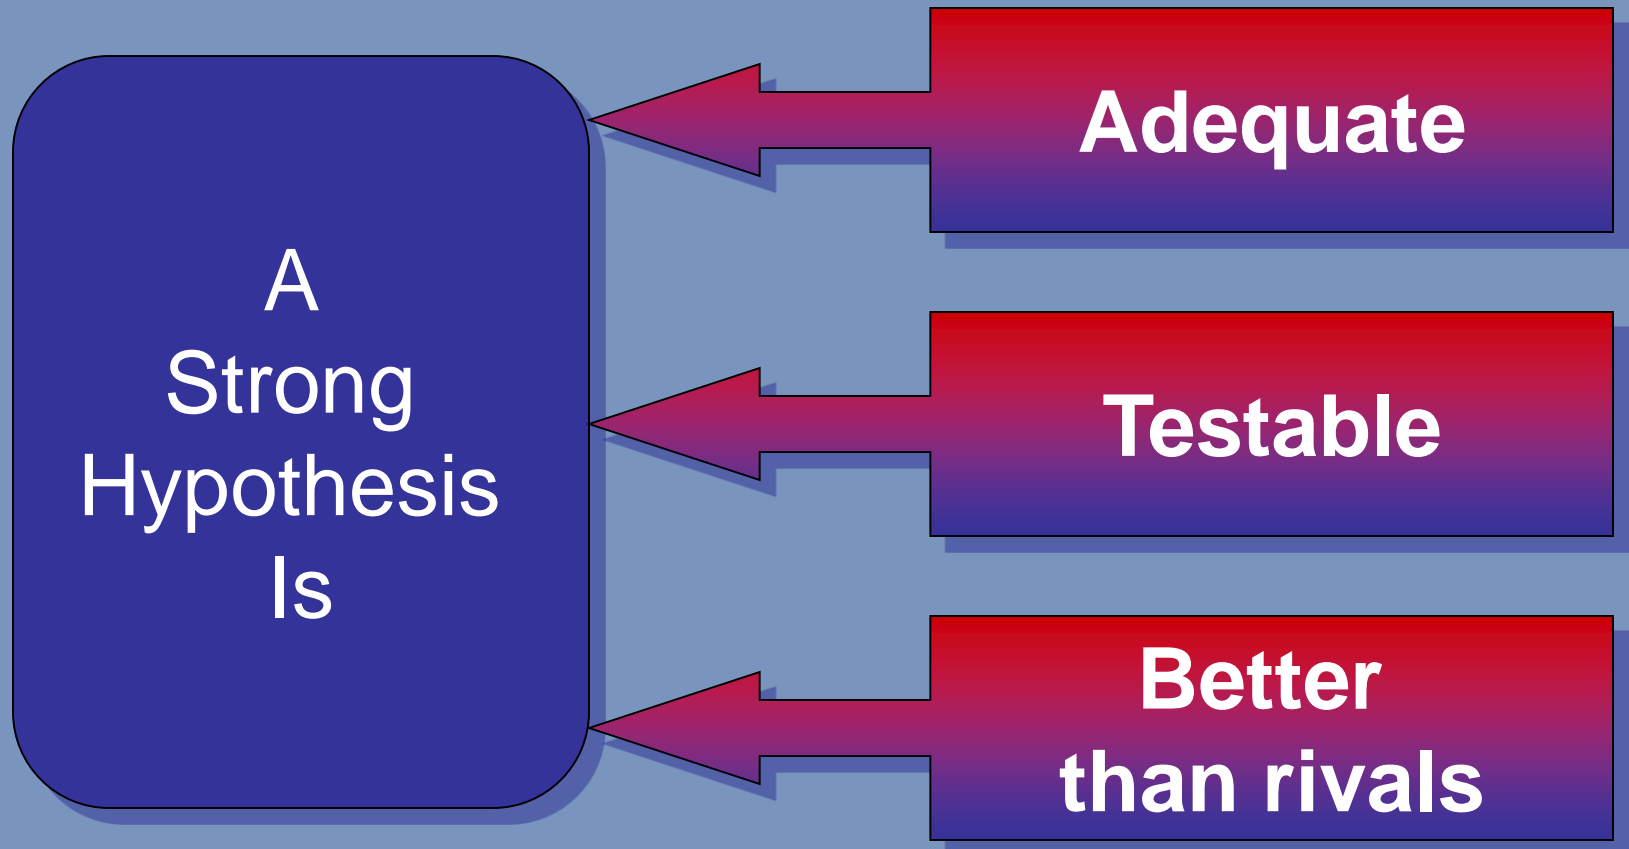 A
Strong
Hypothesis
Is
Adequate
Testable
Better
than rivals